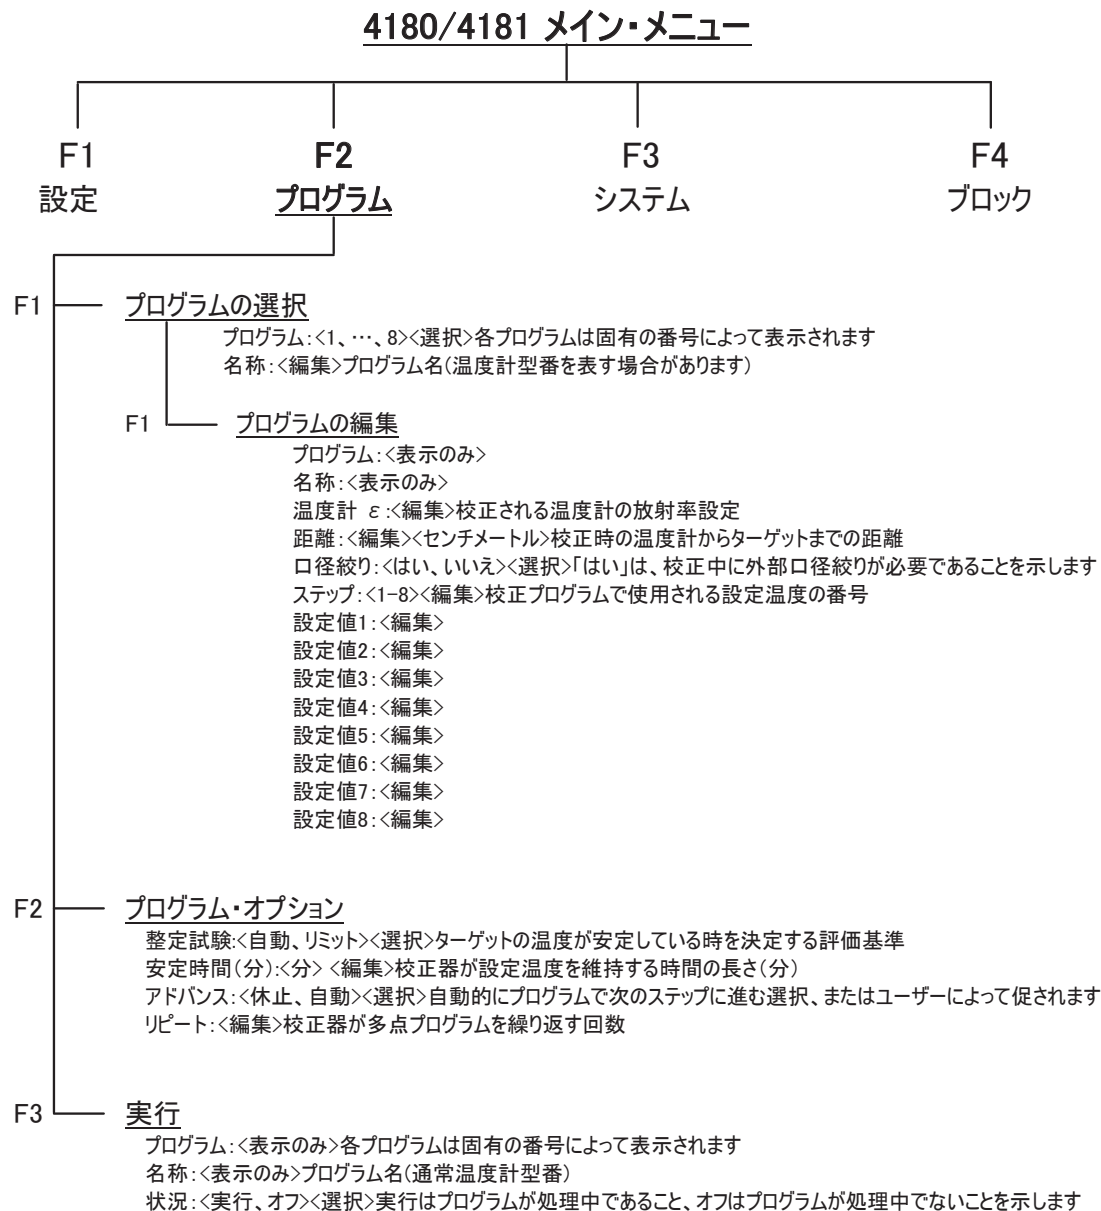 4180/4181 メイン・メニュー
F1 F2 F3 F4
設定 プログラム システム ブロック
F1 プログラムの選択
プログラム:<1、…、8><選択>各プログラムは固有の番号によって表示されます
名称:<編集>プログラム名(温度計型番を表す場合があります)
F1 プログラムの編集
プログラム:<表示のみ>
名称:<表示のみ>
温度計 ε:<編集>校正される温度計の放射率設定
距離:<編集><センチメートル>校正時の温度計からターゲットまでの距離
口径絞り:<はい、いいえ><選択>「はい」は、校正中に外部口径絞りが必要であることを示します
ステップ:<1-8><編集>校正プログラムで使用される設定温度の番号
設定値1:<編集>
設定値2:<編集>
設定値3:<編集>
設定値4:<編集>
設定値5:<編集>
設定値6:<編集>
設定値7:<編集>
設定値8:<編集>
F2 プログラム・オプション
整定試験:<自動、リミット><選択>ターゲットの温度が安定している時を決定する評価基準
安定時間(分):<分> <編集>校正器が設定温度を維持する時間の長さ(分)
アドバンス:<休止、自動><選択>自動的にプログラムで次のステップに進む選択、またはユーザーによって促されます
リピート:<編集>校正器が多点プログラムを繰り返す回数
F3 実行
プログラム:<表示のみ>各プログラムは固有の番号によって表示されます
名称:<表示のみ>プログラム名(通常温度計型番)
状況:<実行、オフ><選択>実行はプログラムが処理中であること、オフはプログラムが処理中でないことを示します